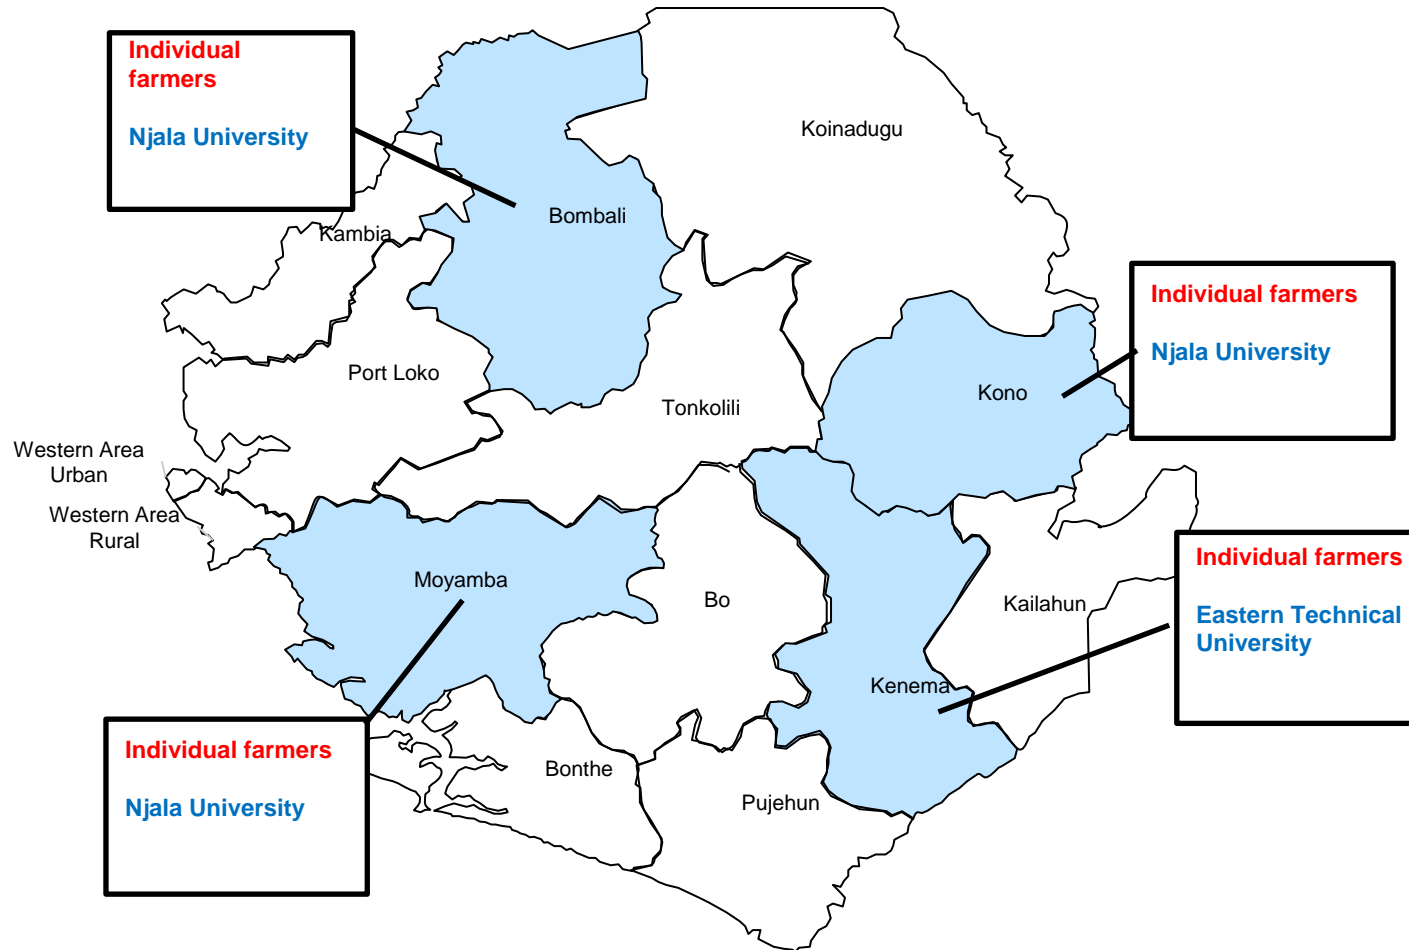 Individual
farmers
Njala University
Koinadugu
Bombali
Kambia
Individual farmers
Njala University
Port Loko
Kono
Tonkolili
Western Area
Urban
Western Area
Rural
Individual farmers
Eastern Technical
University
Moyamba
Bo
Kailahun
Kenema
Individual farmers
Njala University
Bonthe
Pujehun